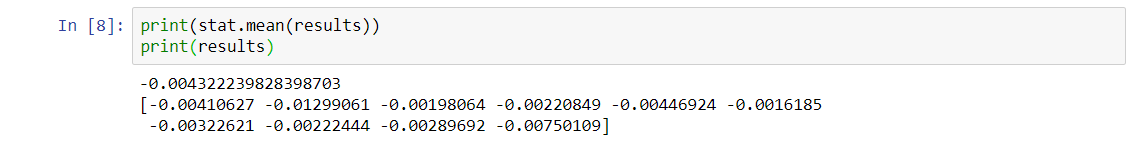 In [8]: print(stat.mean(results))
print(results)
-0.004322239828398703
[-0.00410627 -0.01299061 -0.00198064 -0.00220849 -0.00446924 -0.0016185
-0.00322621 -0.00222444 -0.00289692 -0.00750109]